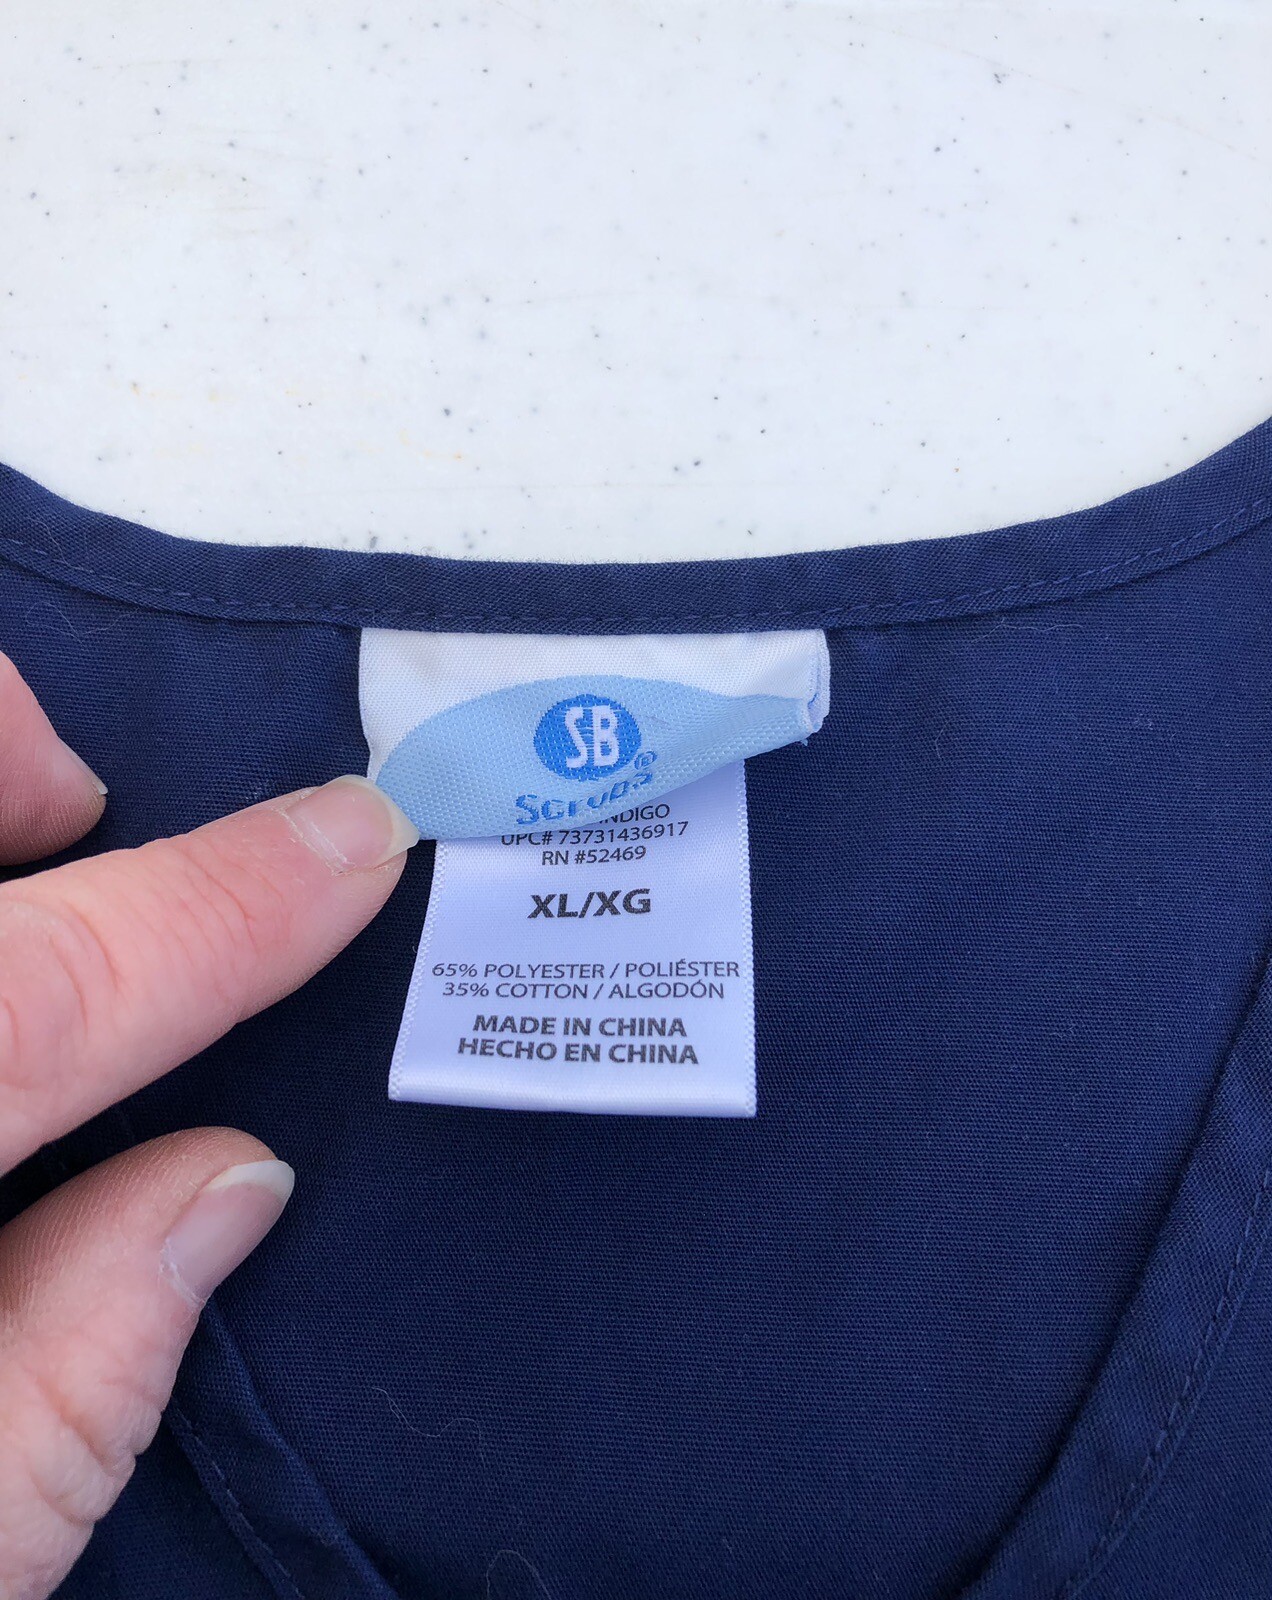 SB
Scrubs®
INDIGO
UPC# 73731436917
RN #52469
XL/XG
65% POLYESTER / POLIÉSTER
35% COTTON / ALGODÓN
MADE IN CHINA
HECHO EN CHINA